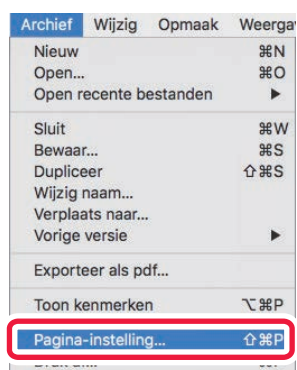 Archief Wijzig Opmaak Weerga
Nieuw ⌘N
Open... ⌘O
Open recente bestanden ▶
Sluit ⌘W
Bewaar... ⌘S
Dupliceer ⇧⌘S
Wijzig naam...
Verplaats naar...
Vorige versie ▶
Exporteer als pdf...
Toon kenmerken ⌥⌘P
Pagina-instelling... ⇧⌘P